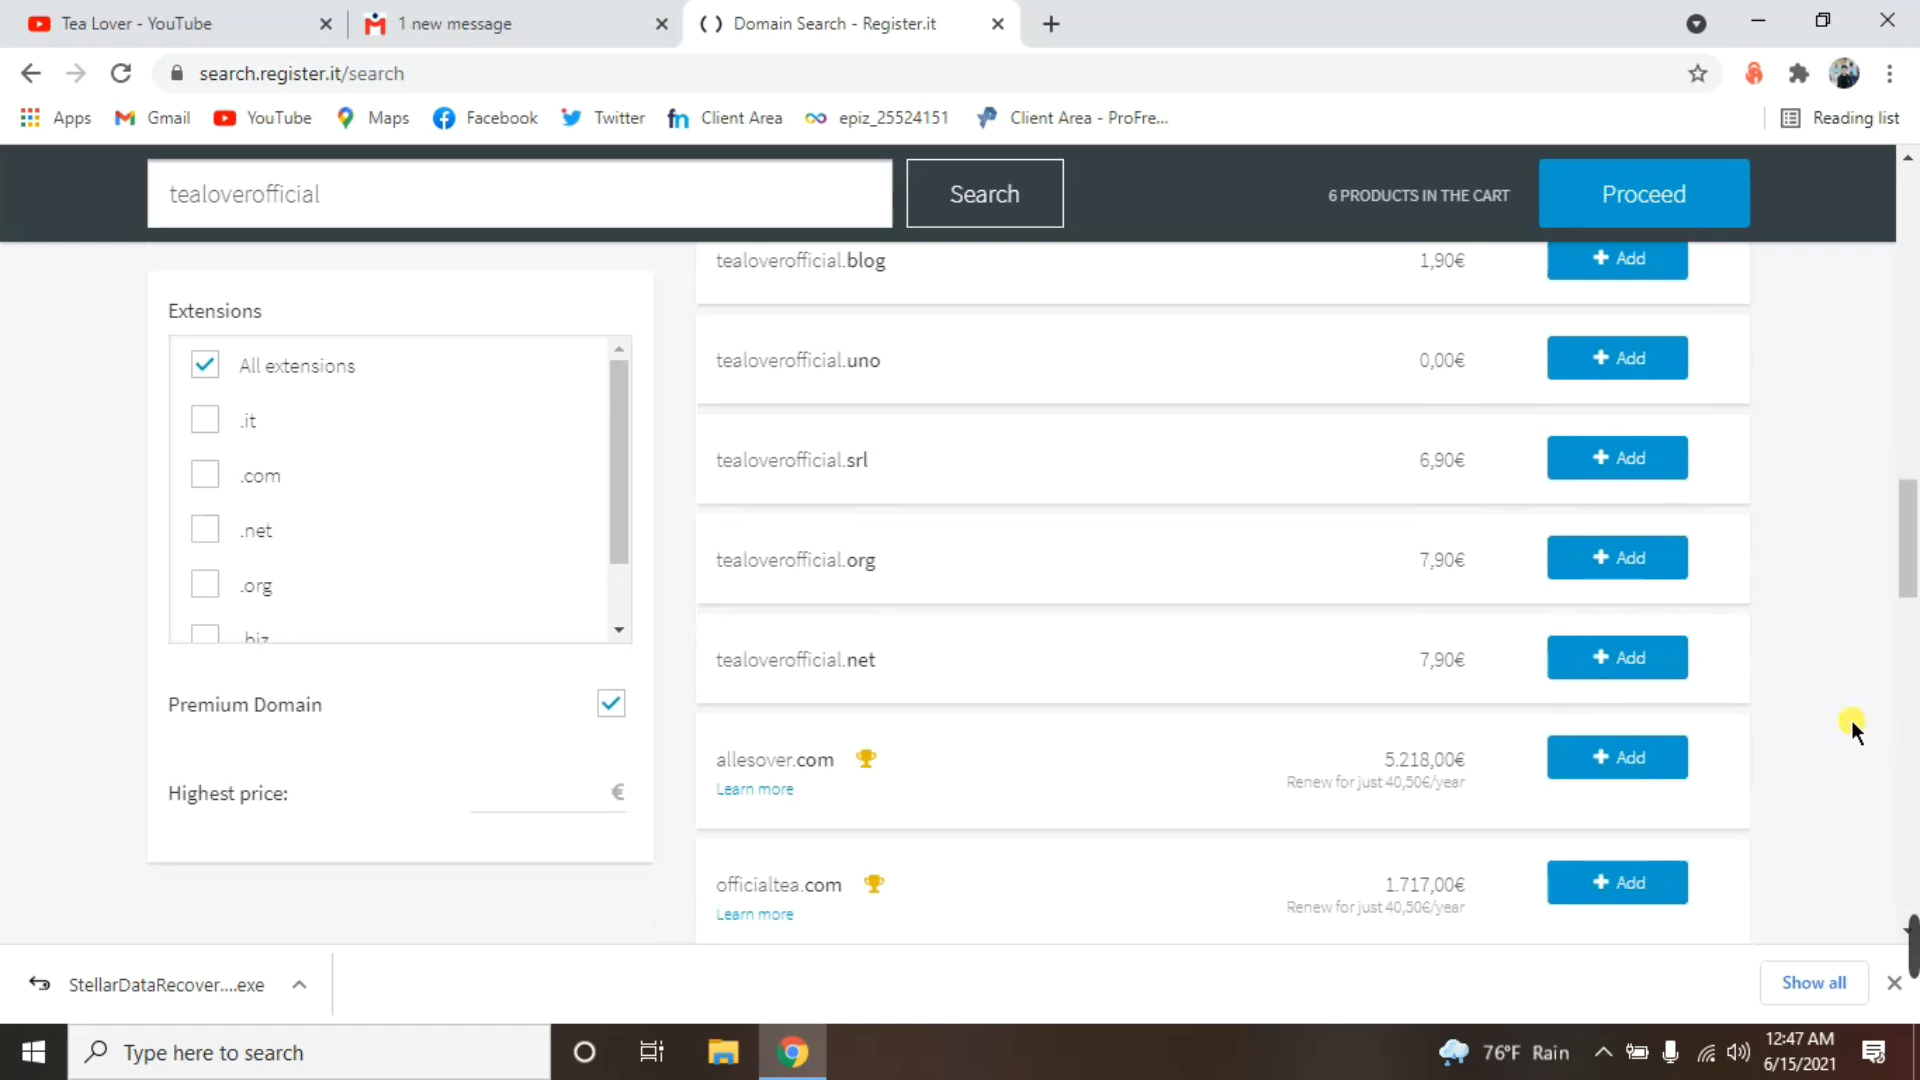 Tea Lover - YouTube
1 new message
Domain Search - Register.it
search.register.it/search
Apps
Gmail
YouTube
Maps
Facebook
Twitter
Client Area
epiz_25524151
Client Area - ProFre...
Reading list
tealoverofficial
Search
6 PRODUCTS IN THE CART
Proceed
Extensions
All extensions
.it
.com
.net
.org
.biz
Premium Domain
Highest price:
€
tealoverofficial.blog
1,90€
Add
tealoverofficial.uno
0,00€
Add
tealoverofficial.srl
6,90€
Add
tealoverofficial.org
7,90€
Add
tealoverofficial.net
7,90€
Add
allesover.com
5.218,00€
Add
Learn more
Renew for just 40,50€/year
officialtea.com
1.717,00€
Add
Learn more
Renew for just 40,50€/year
StellarDataRecover....exe
Show all
Type here to search
76°F Rain
12:47 AM
6/15/2021